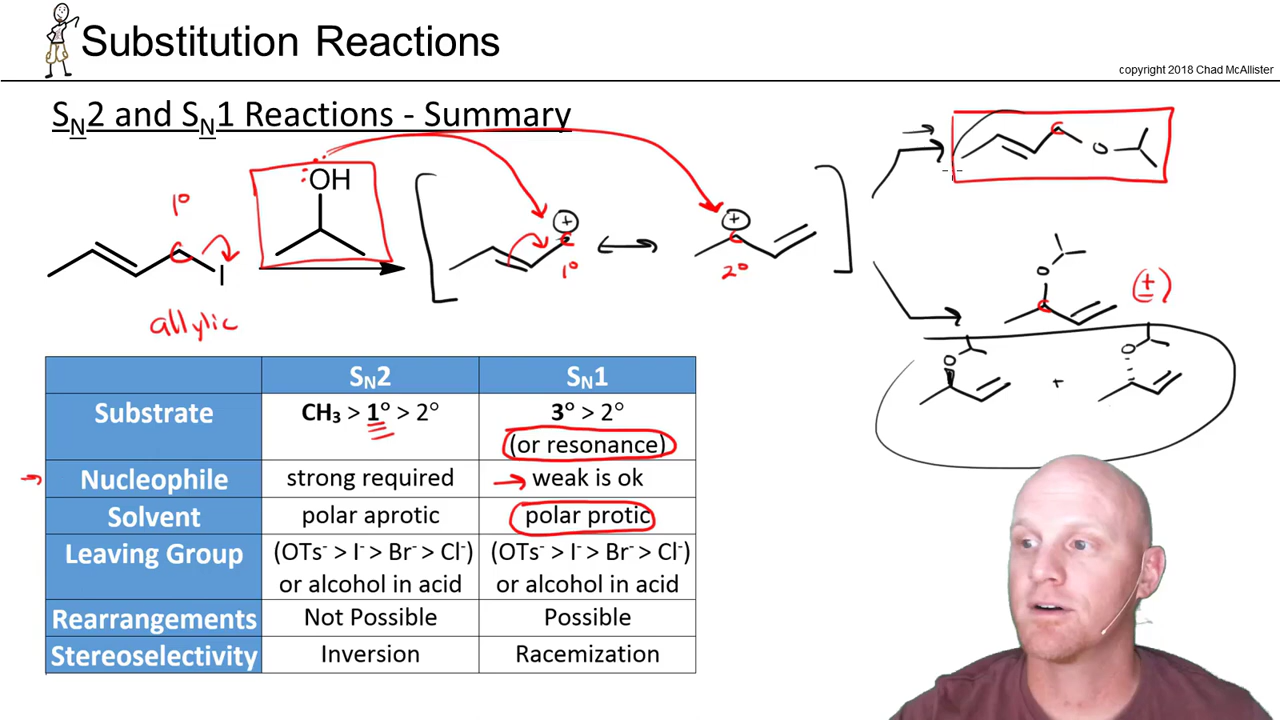 Substitution Reactions
copyright 2018 Chad McAllister
SN2 and SN1 Reactions - Summary
:OH
1°
I
allylic
+
1°
+
2°
O
O
(±)
O
+
O
SN2 SN1
Substrate CH3 > 1° > 2° 3° > 2°
(or resonance)
Nucleophile strong required weak is ok
Solvent polar aprotic polar protic
Leaving Group (OTs- > I- > Br- > Cl-) (OTs- > I- > Br- > Cl-)
or alcohol in acid or alcohol in acid
Rearrangements Not Possible Possible
Stereoselectivity Inversion Racemization